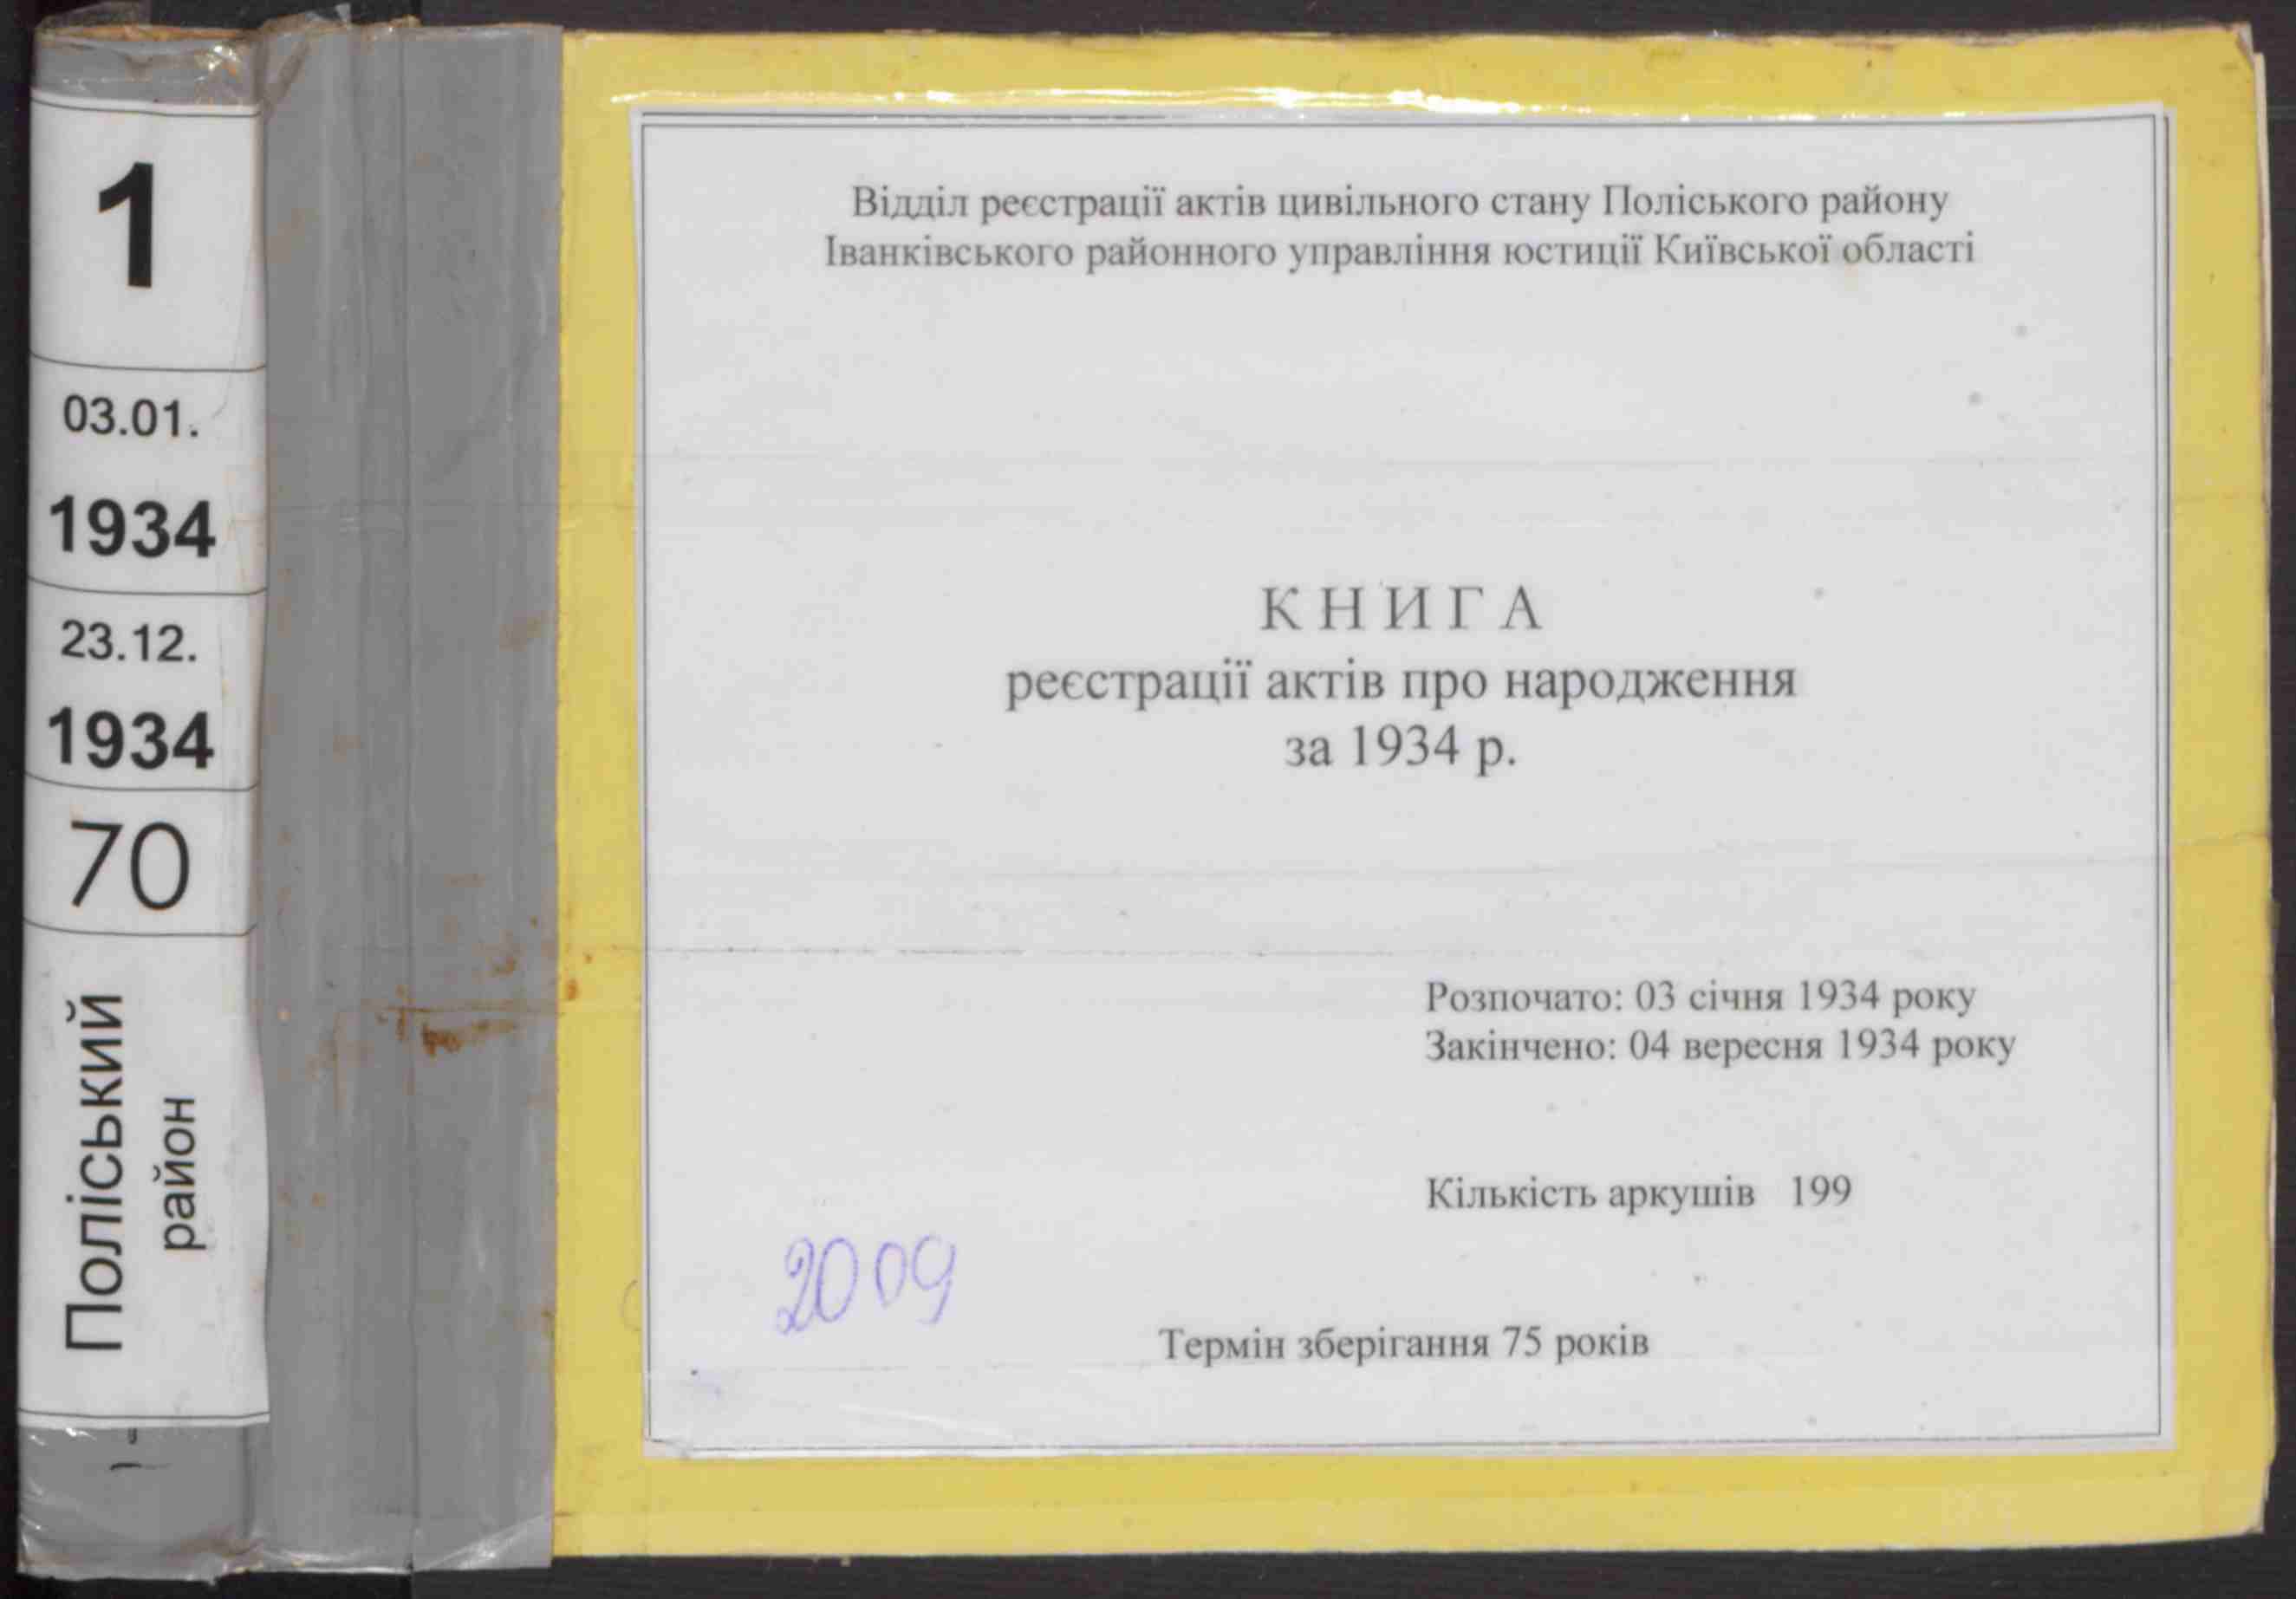 1
03.01.
1934
23.12.
1934
70
Поліський
район
Відділ реєстрації актів цивільного стану Поліського району
Іванківського районного управління юстиції Київської області
КНИГА
реєстрації актів про народження
за 1934 р.
Розпочато: 03 січня 1934 року
Закінчено: 04 вересня 1934 року
Кількість аркушів 199
2009
Термін зберігання 75 років